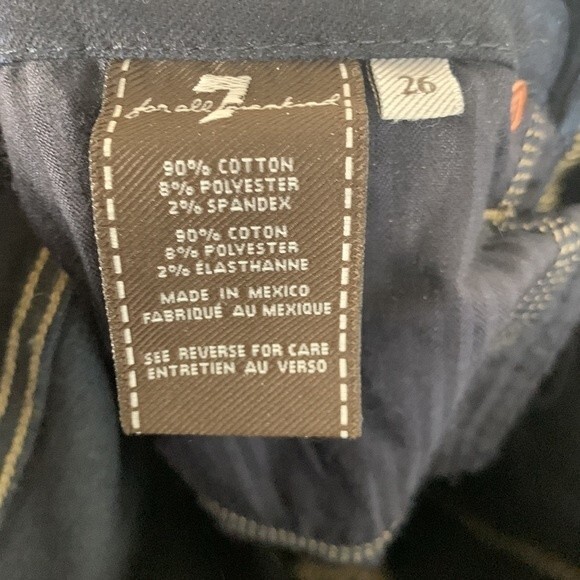 7
for all mankind
26
90% COTTON
8% POLYESTER
2% SPANDEX
90% COTON
8% POLYESTER
2% ÉLASTHANNE
MADE IN MEXICO
FABRIQUÉ AU MEXIQUE
SEE REVERSE FOR CARE
ENTRETIEN AU VERSO